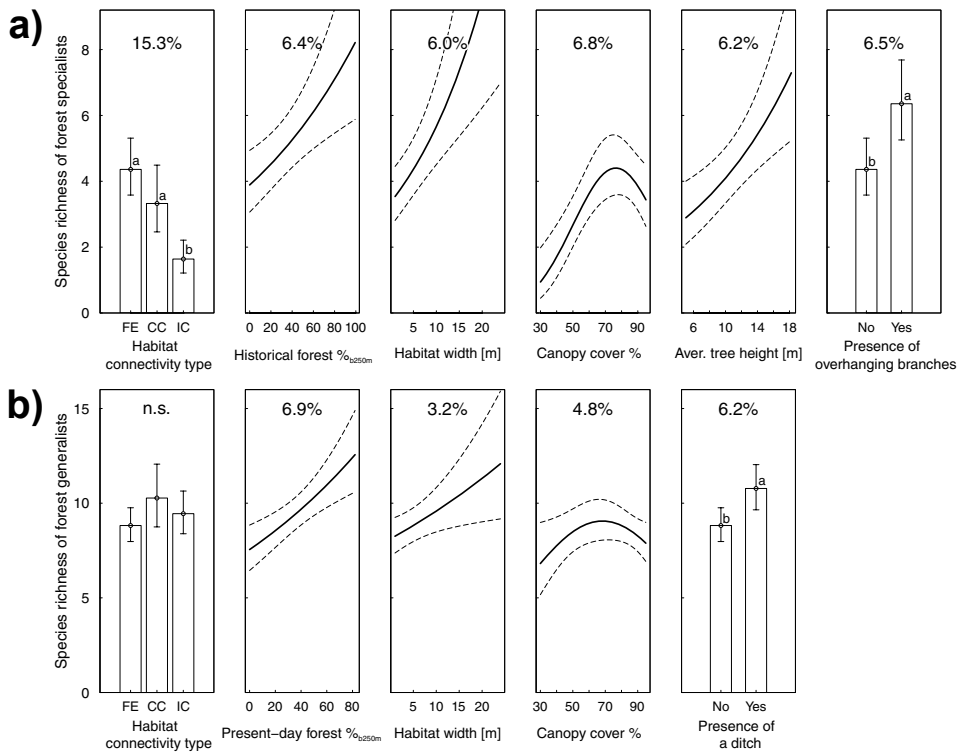 a)
Species richness of forest specialists
8
6
4
2
0
15.3%
6.4%
6.0%
6.8%
6.2%
6.5%
a
a
b
b
a
FE CC IC
0 20 40 60 80 100
5 10 15 20
30 50 70 90
6 10 14 18
No Yes
Habitat
connectivity type
Historical forest %b250m
Habitat width [m]
Canopy cover %
Aver. tree height [m]
Presence of
overhanging branches
b)
Species richness of forest generalists
15
10
5
0
n.s.
6.9%
3.2%
4.8%
6.2%
b
a
FE CC IC
0 20 40 60 80
5 10 15 20
30 50 70 90
No Yes
Habitat
connectivity type
Present−day forest %b250m
Habitat width [m]
Canopy cover %
Presence of
a ditch